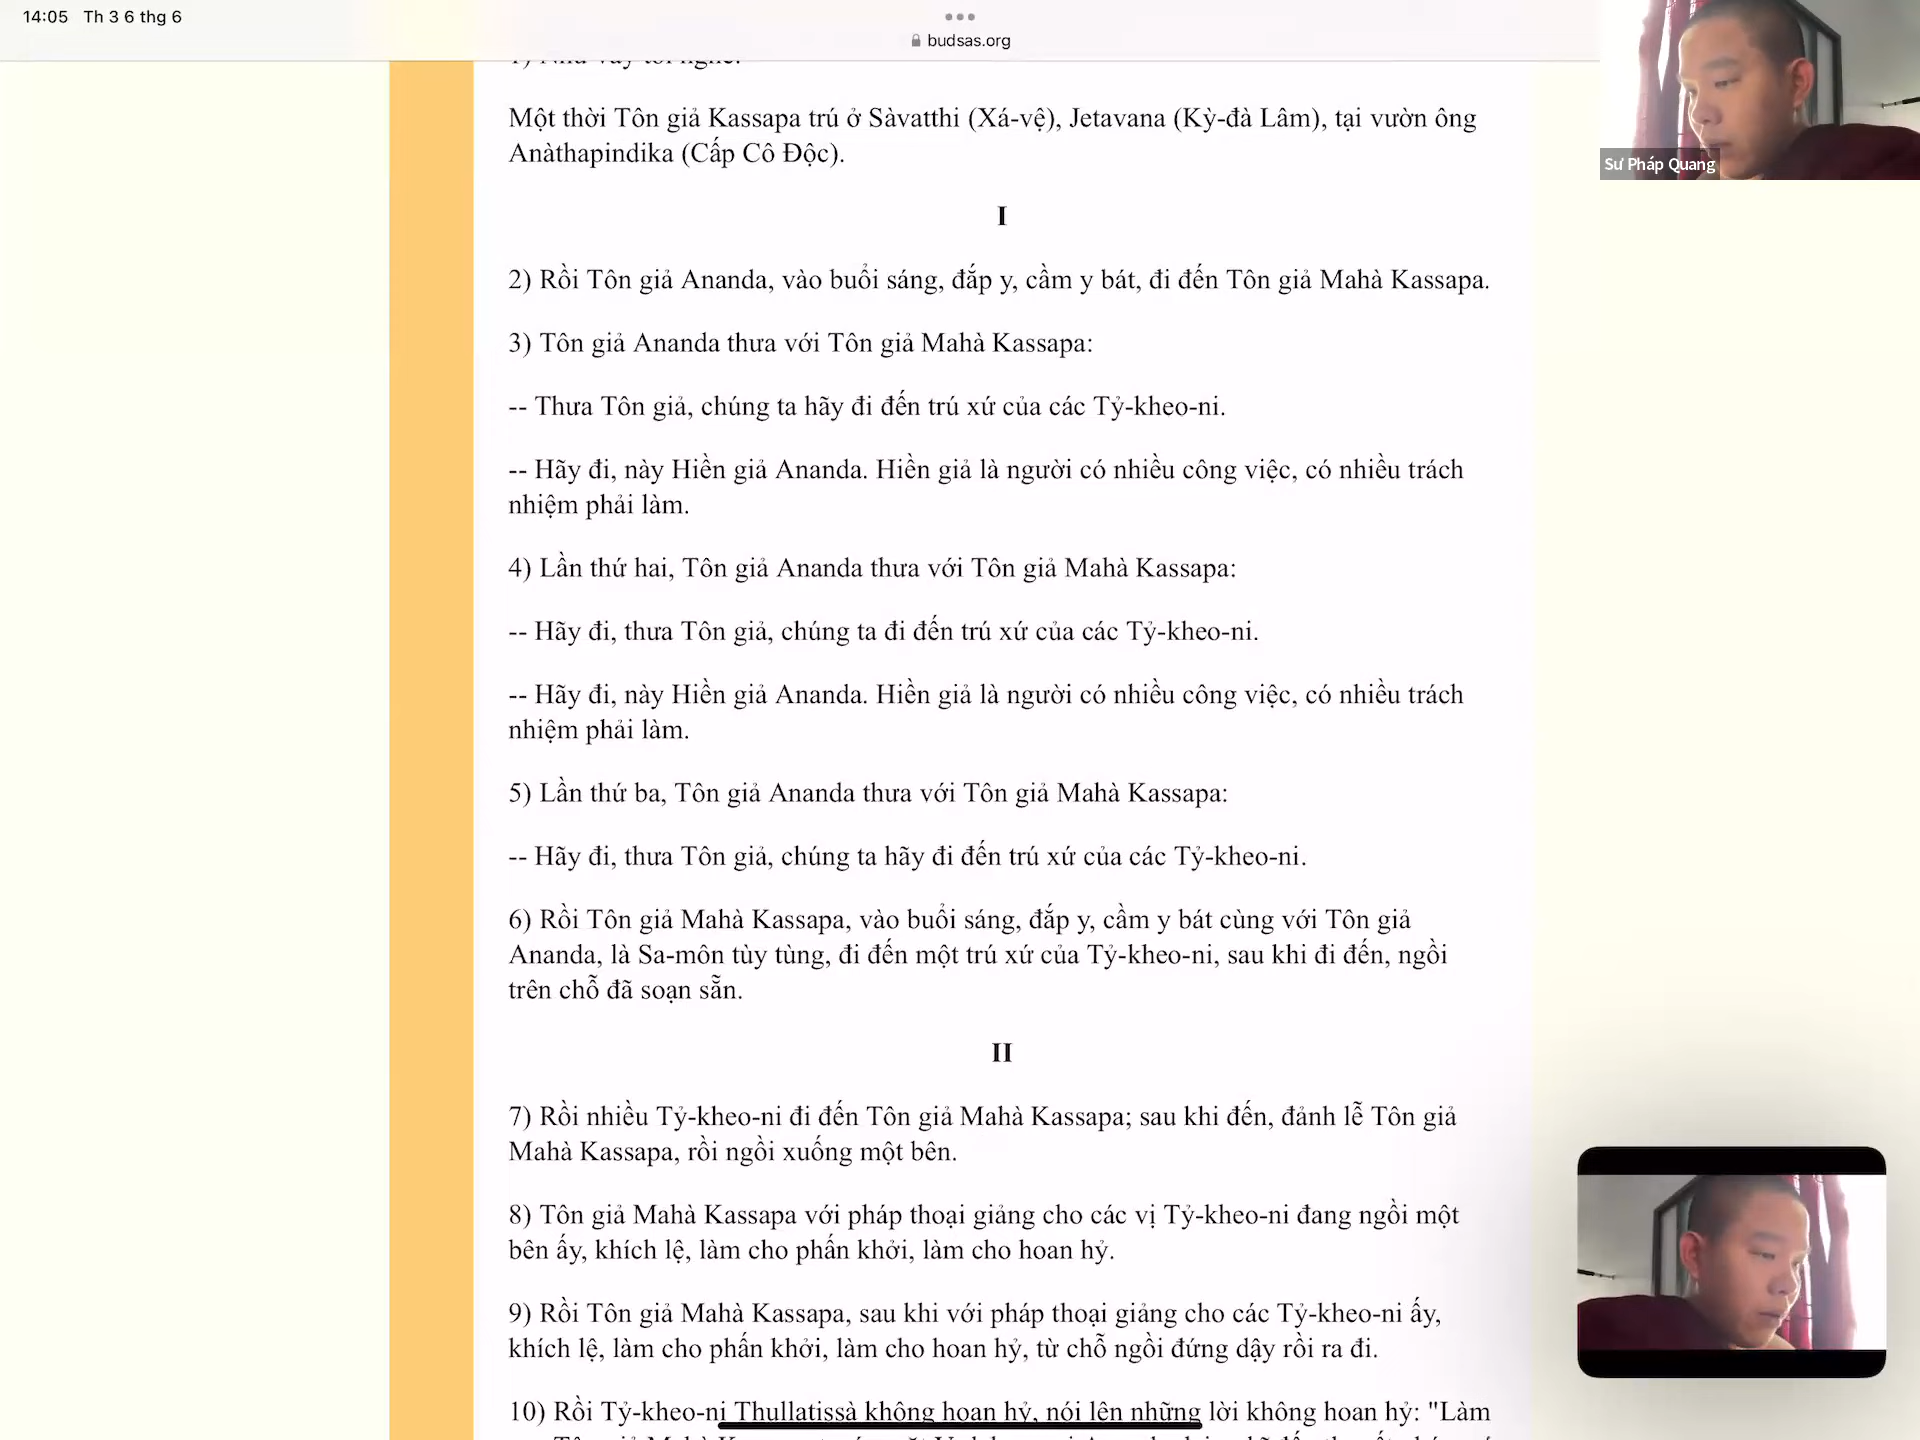 14:05 Th 3 6 thg 6
budsas.org
1) Như vầy tôi nghe.
Một thời Tôn giả Kassapa trú ở Sàvatthi (Xá-vệ), Jetavana (Kỳ-đà Lâm), tại vườn ông
Anàthapindika (Cấp Cô Độc).
Sư Pháp Quang
I
2) Rồi Tôn giả Ananda, vào buổi sáng, đắp y, cầm y bát, đi đến Tôn giả Mahà Kassapa.
3) Tôn giả Ananda thưa với Tôn giả Mahà Kassapa:
-- Thưa Tôn giả, chúng ta hãy đi đến trú xứ của các Tỷ-kheo-ni.
-- Hãy đi, này Hiền giả Ananda. Hiền giả là người có nhiều công việc, có nhiều trách
nhiệm phải làm.
4) Lần thứ hai, Tôn giả Ananda thưa với Tôn giả Mahà Kassapa:
-- Hãy đi, thưa Tôn giả, chúng ta đi đến trú xứ của các Tỷ-kheo-ni.
-- Hãy đi, này Hiền giả Ananda. Hiền giả là người có nhiều công việc, có nhiều trách
nhiệm phải làm.
5) Lần thứ ba, Tôn giả Ananda thưa với Tôn giả Mahà Kassapa:
-- Hãy đi, thưa Tôn giả, chúng ta hãy đi đến trú xứ của các Tỷ-kheo-ni.
6) Rồi Tôn giả Mahà Kassapa, vào buổi sáng, đắp y, cầm y bát cùng với Tôn giả
Ananda, là Sa-môn tùy tùng, đi đến một trú xứ của Tỷ-kheo-ni, sau khi đi đến, ngồi
trên chỗ đã soạn sẵn.
II
7) Rồi nhiều Tỷ-kheo-ni đi đến Tôn giả Mahà Kassapa; sau khi đến, đảnh lễ Tôn giả
Mahà Kassapa, rồi ngồi xuống một bên.
8) Tôn giả Mahà Kassapa với pháp thoại giảng cho các vị Tỷ-kheo-ni đang ngồi một
bên ấy, khích lệ, làm cho phấn khởi, làm cho hoan hỷ.
9) Rồi Tôn giả Mahà Kassapa, sau khi với pháp thoại giảng cho các Tỷ-kheo-ni ấy,
khích lệ, làm cho phấn khởi, làm cho hoan hỷ, từ chỗ ngồi đứng dậy rồi ra đi.
10) Rồi Tỷ-kheo-ni Thullatissà không hoan hỷ, nói lên những lời không hoan hỷ: "Làm